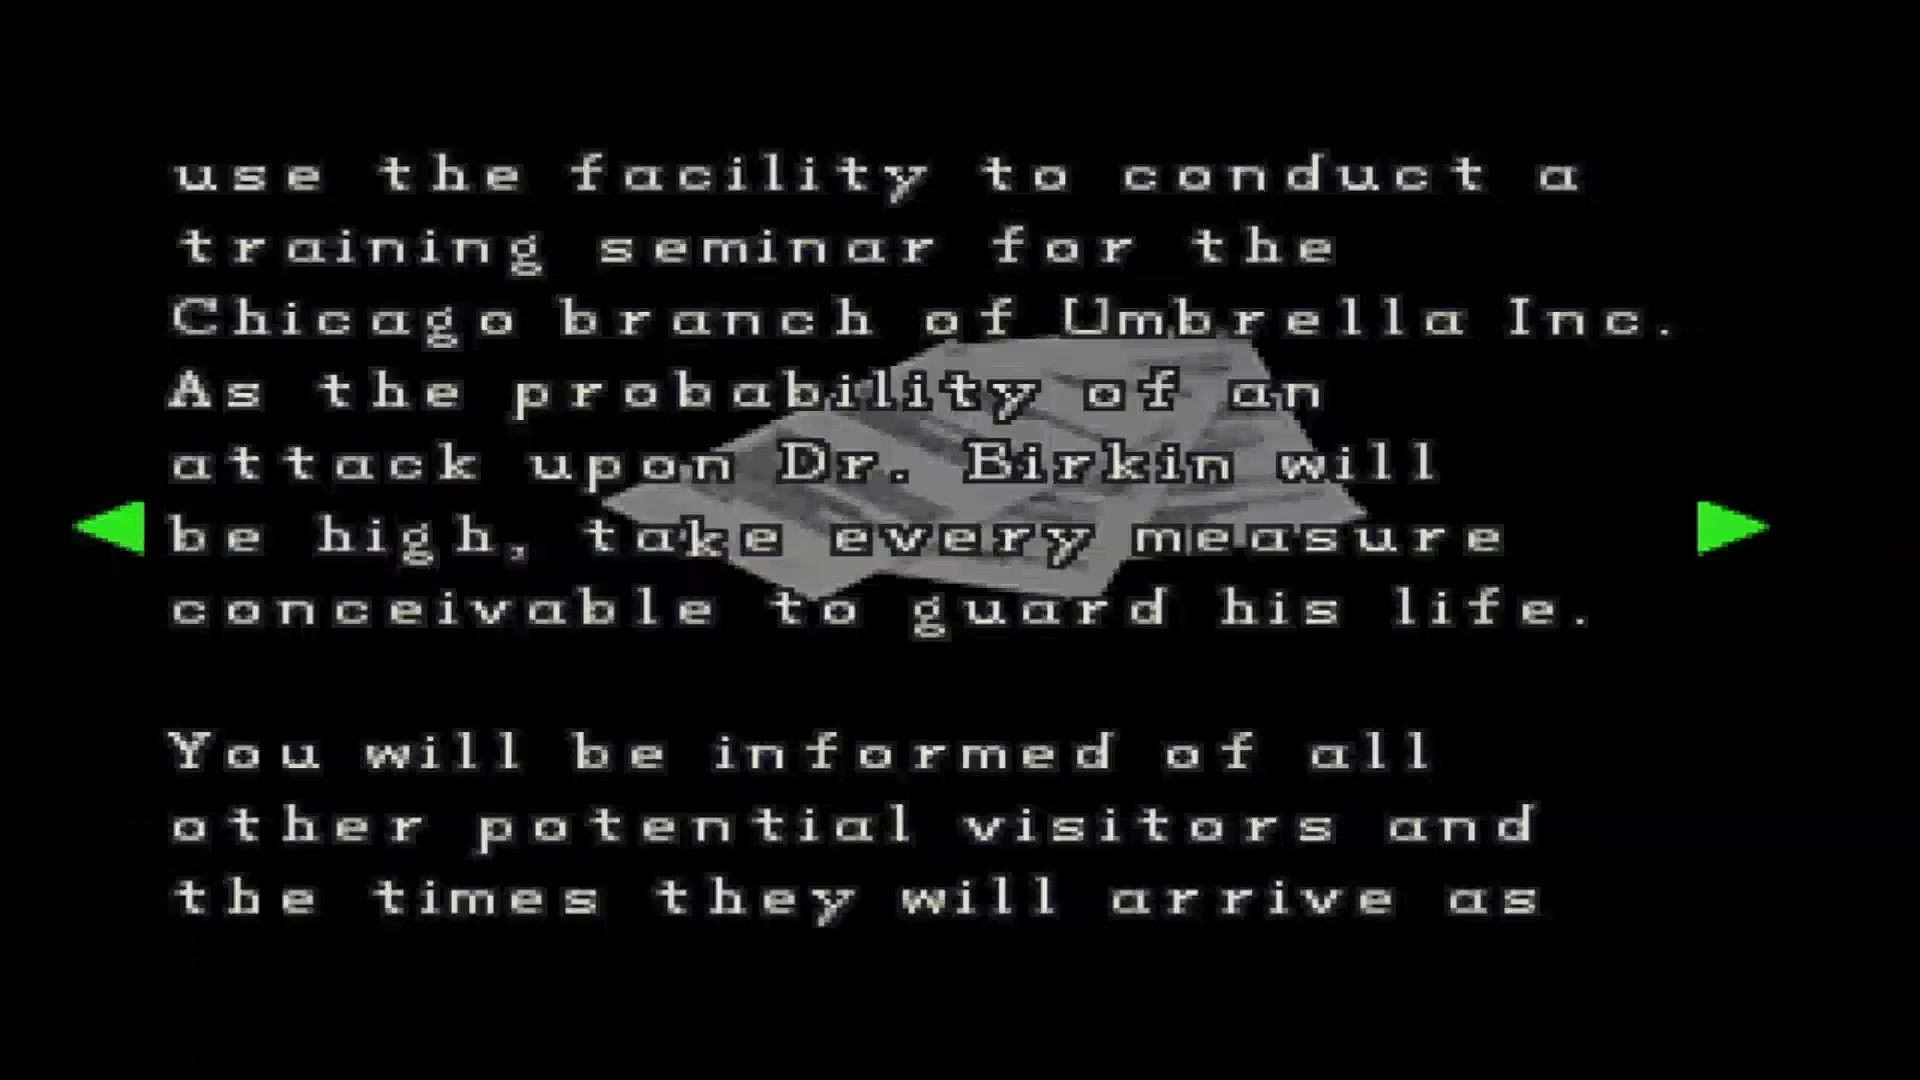 use the facility to conduct a
training seminar for the
Chicago branch of Umbrella Inc.
As the probability of an
attack upon Dr. Birkin will
be high, take every measure
conceivable to guard his life.
You will be informed of all
other potential visitors and
the times they will arrive as